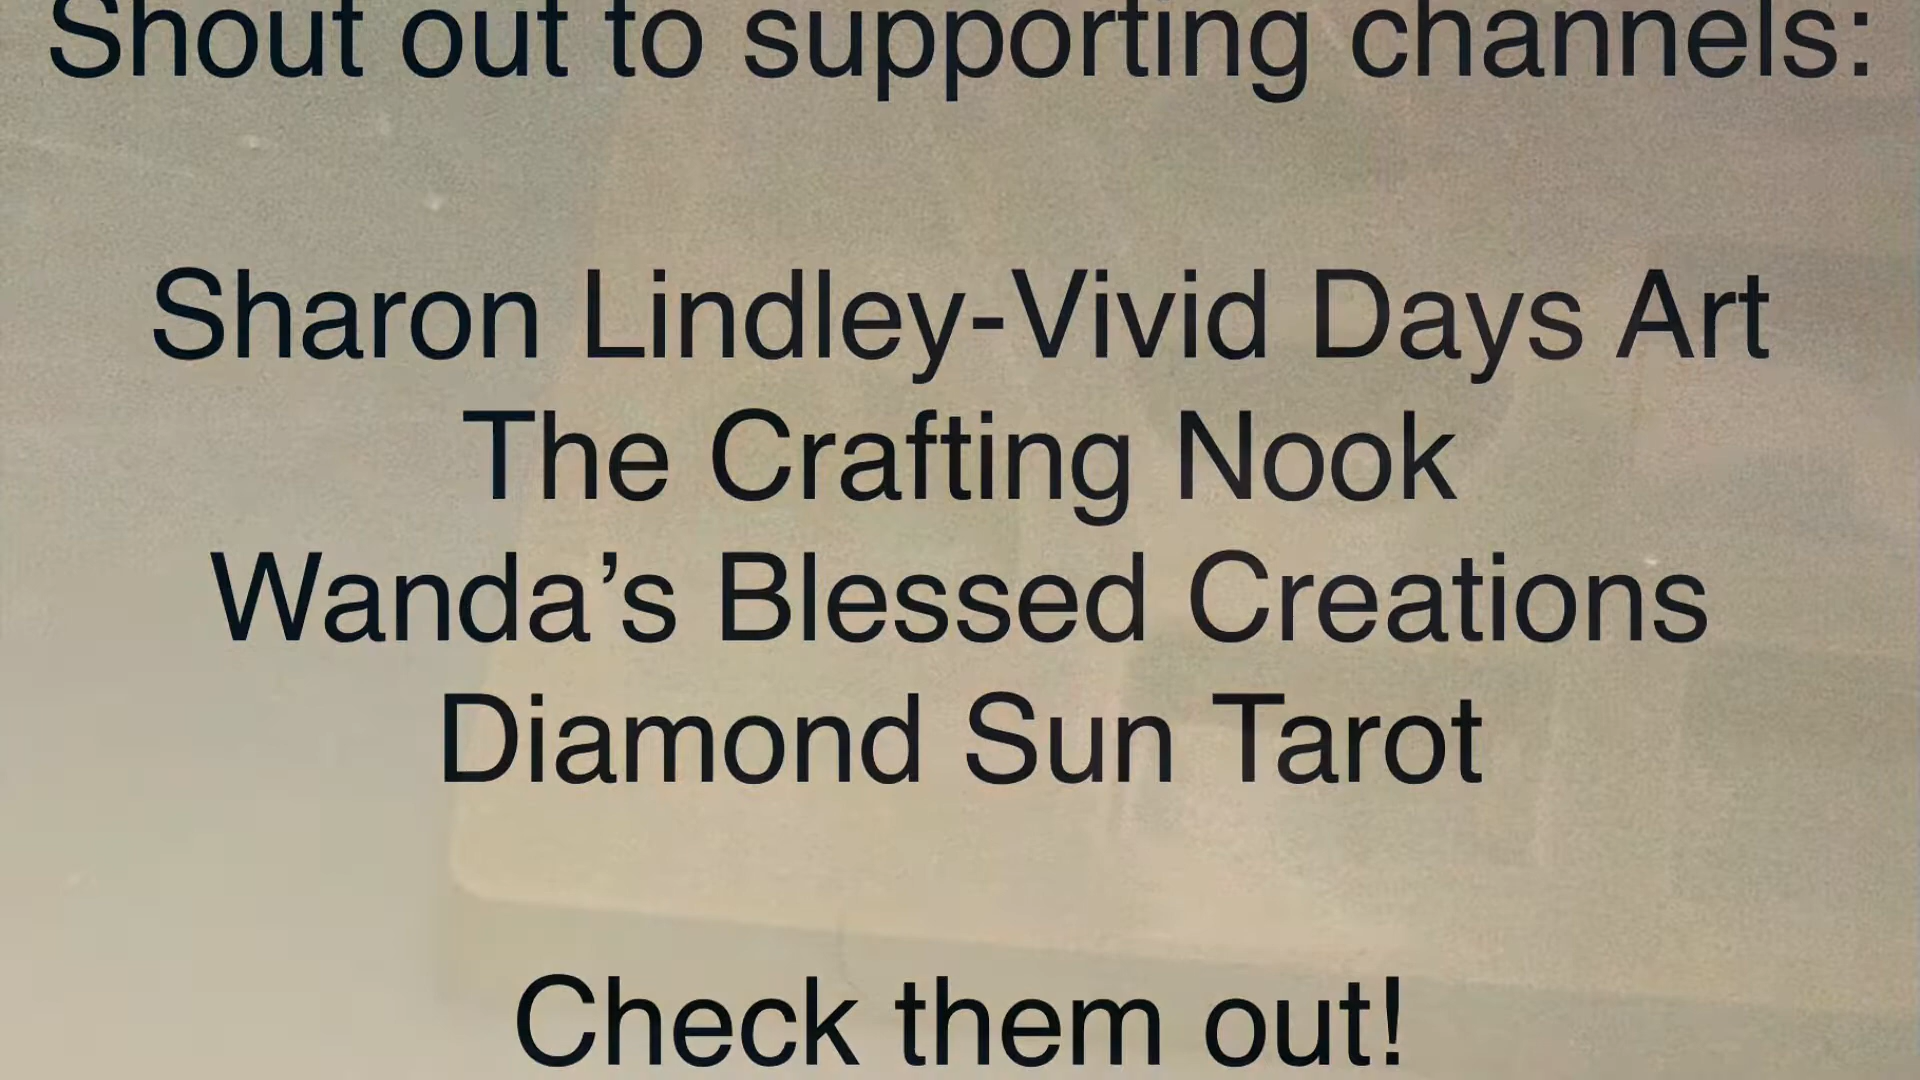 Shout out to supporting channels:
Sharon Lindley-Vivid Days Art
The Crafting Nook
Wanda’s Blessed Creations
Diamond Sun Tarot
Check them out!